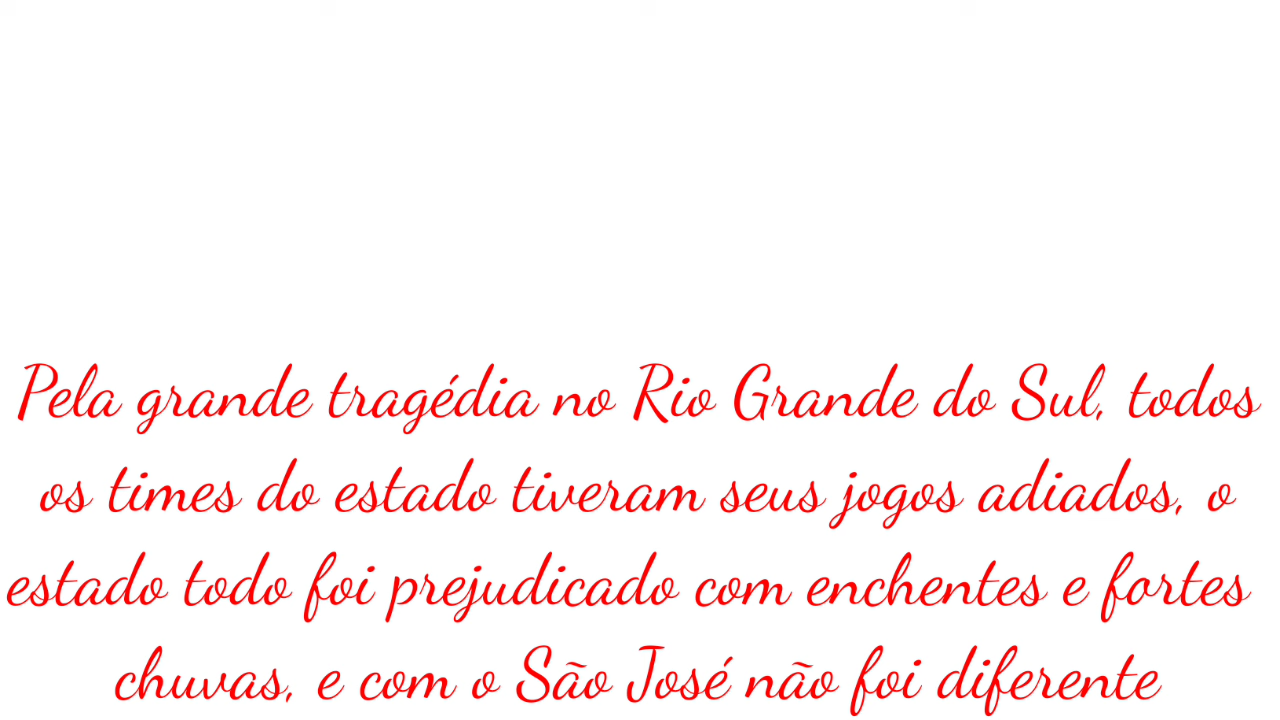 Pela grande tragédia no Rio Grande do Sul, todos
os times do estado tiveram seus jogos adiados, o
estado todo foi prejudicado com enchentes e fortes
chuvas, e com o São José não foi diferente